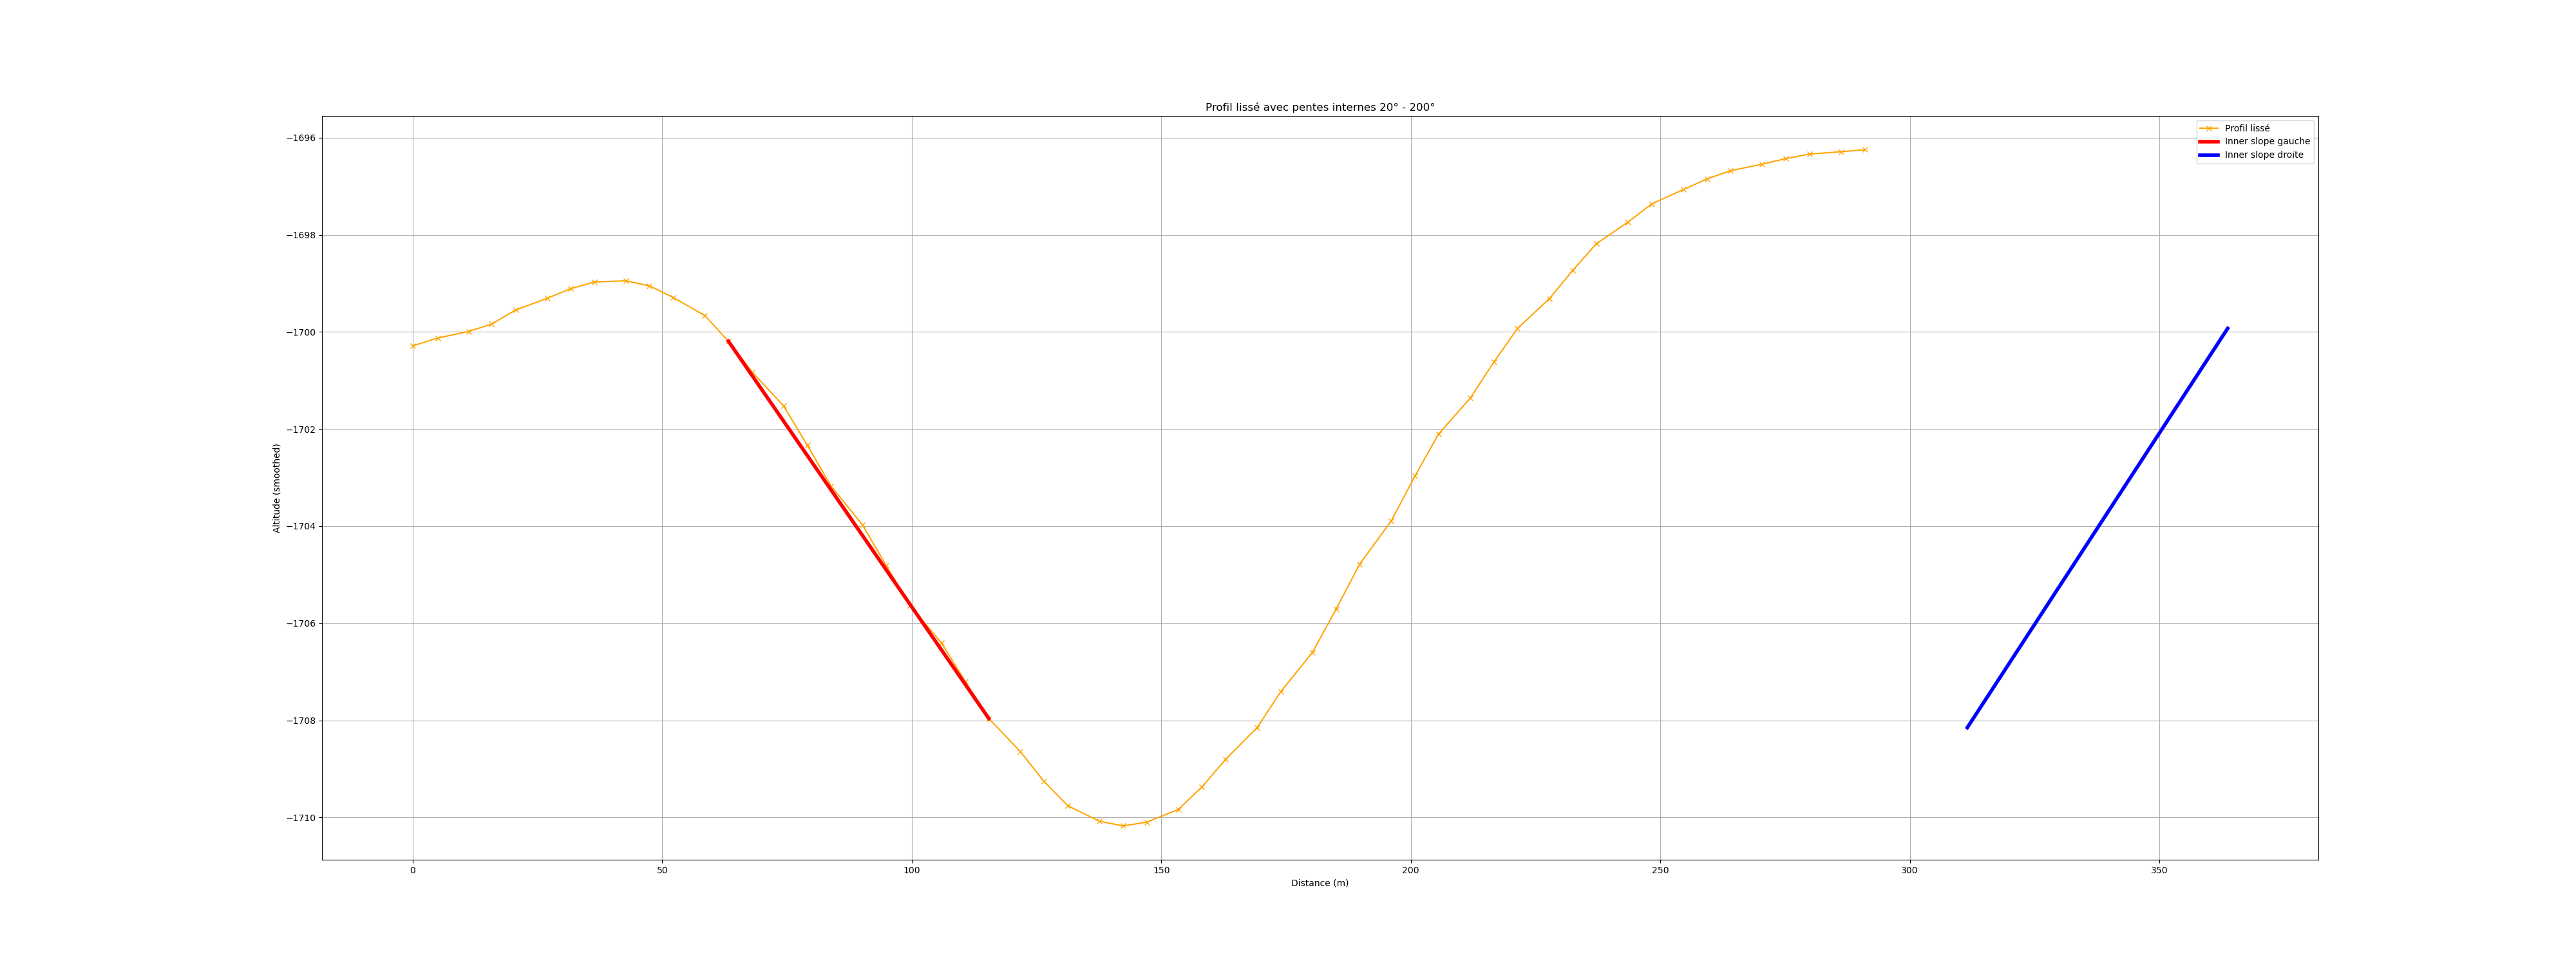 Profil lissé avec pentes internes 20° - 200°
Profil lissé
Inner slope gauche
Inner slope droite
Altitude (smoothed)
−1696
−1698
−1700
−1702
−1704
−1706
−1708
−1710
0 50 100 150 200 250 300 350
Distance (m)